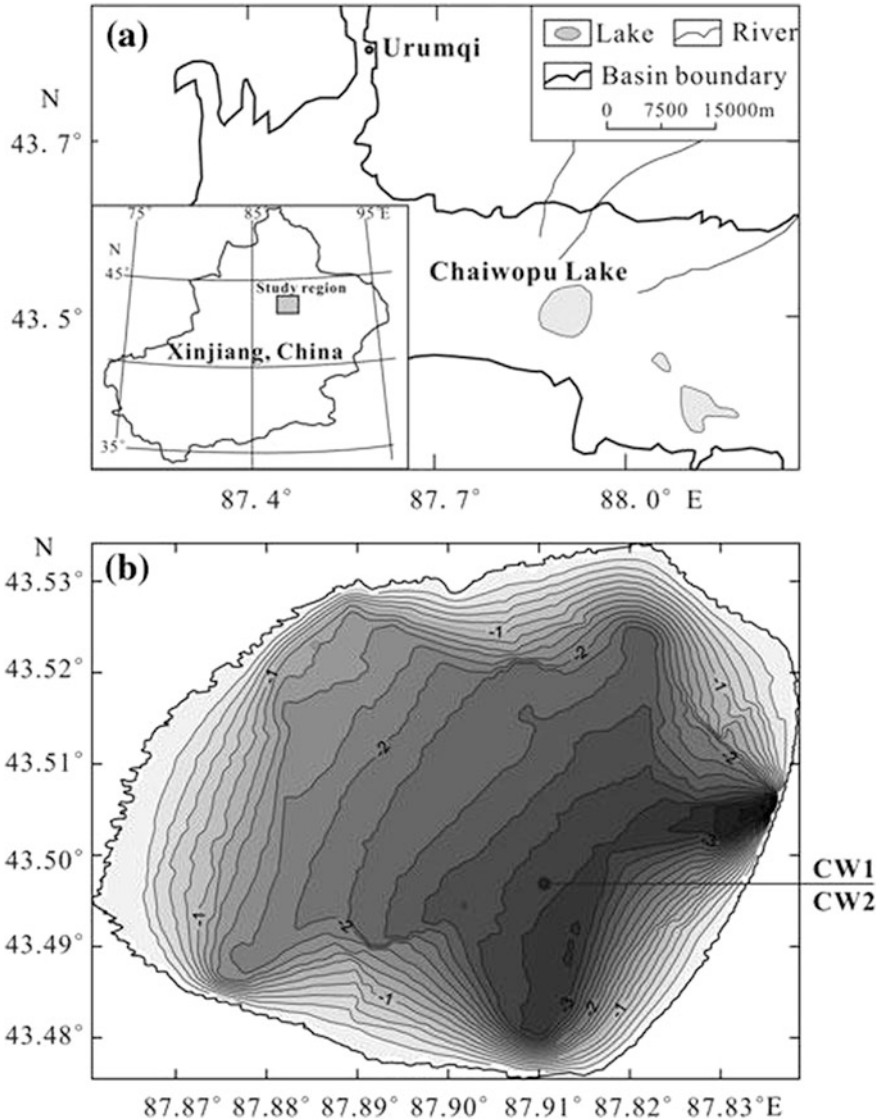 (a)
Urumqi
Lake River
Basin boundary
0 7500 15000m
N
43.7°
43.5°
75° 85° 95°E
N
45°
Study region
Xinjiang, China
35°
Chaiwopu Lake
87.4° 87.7° 88.0° E
(b)
N
43.53°
43.52°
43.51°
43.50°
43.49°
43.48°
-1
-2
-1
-1
-2
-2
-3
-1
-2
-1
-3
-2
-1
CW1
CW2
87.87° 87.88° 87.89° 87.90° 87.91° 87.82° 87.83°E